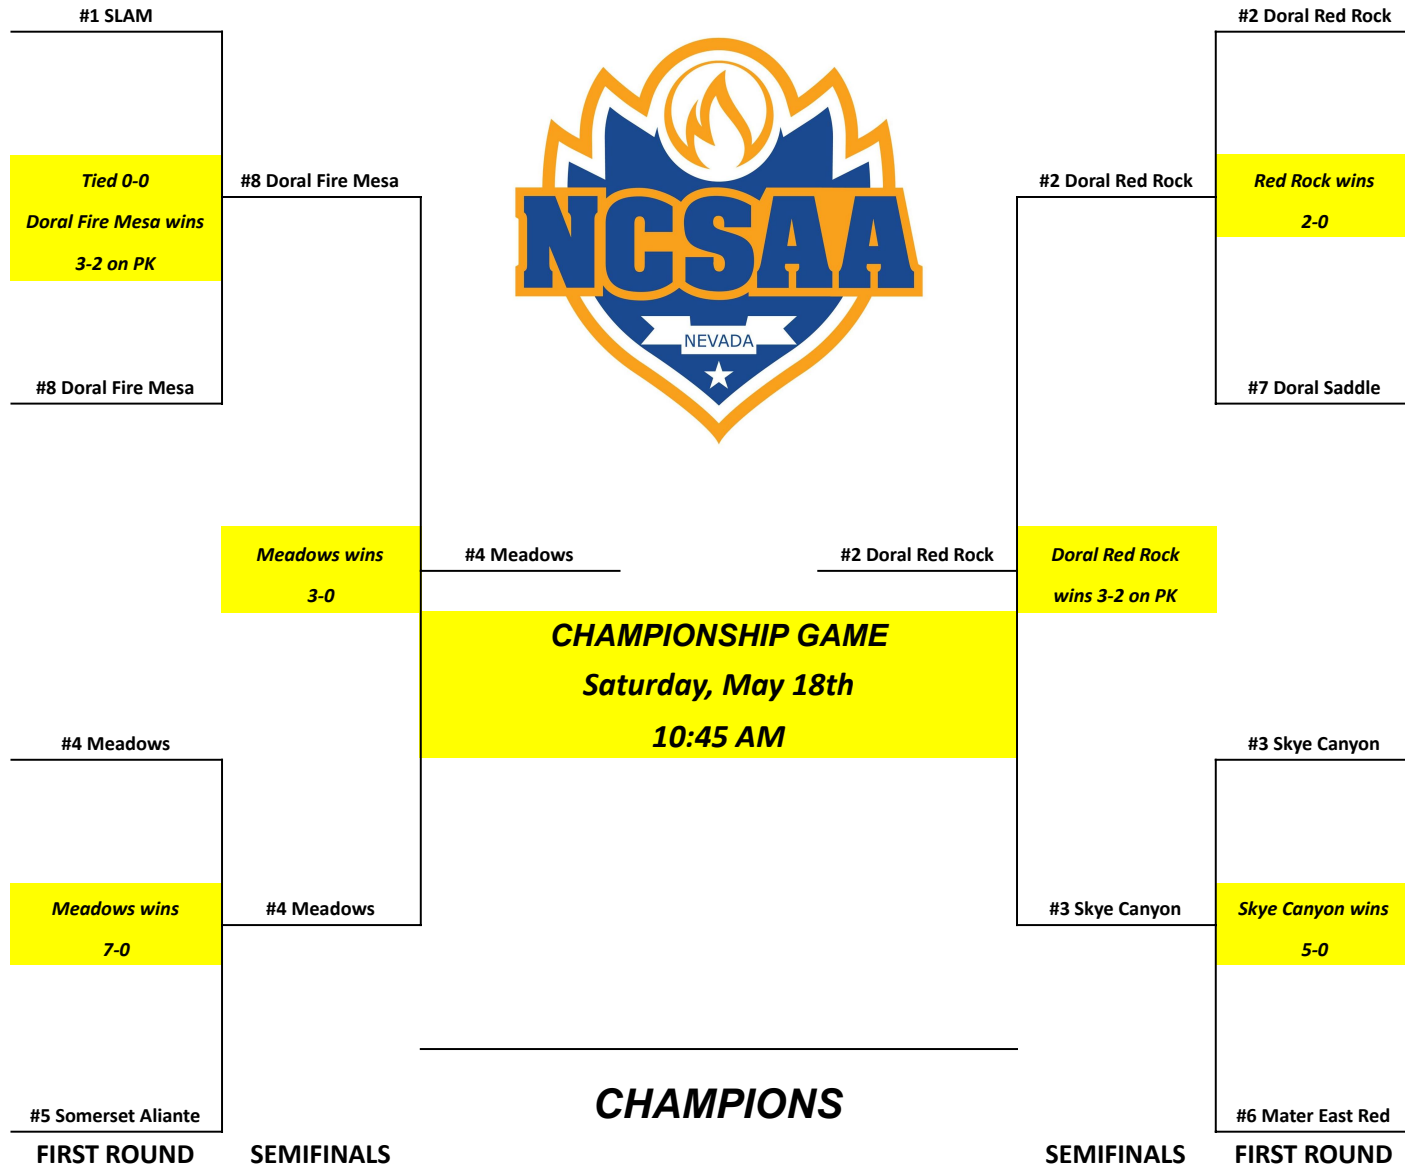 #1 SLAM
#2 Doral Red Rock
Tied 0-0
Doral Fire Mesa wins
3-2 on PK
#8 Doral Fire Mesa
#2 Doral Red Rock
Red Rock wins
2-0
NCSAA
NEVADA
#8 Doral Fire Mesa
#7 Doral Saddle
Meadows wins
3-0
#4 Meadows
#2 Doral Red Rock
Doral Red Rock
wins 3-2 on PK
CHAMPIONSHIP GAME
Saturday, May 18th
10:45 AM
#4 Meadows
#3 Skye Canyon
Meadows wins
7-0
#4 Meadows
#3 Skye Canyon
Skye Canyon wins
5-0
CHAMPIONS
#5 Somerset Aliante
#6 Mater East Red
FIRST ROUND
SEMIFINALS
SEMIFINALS
FIRST ROUND